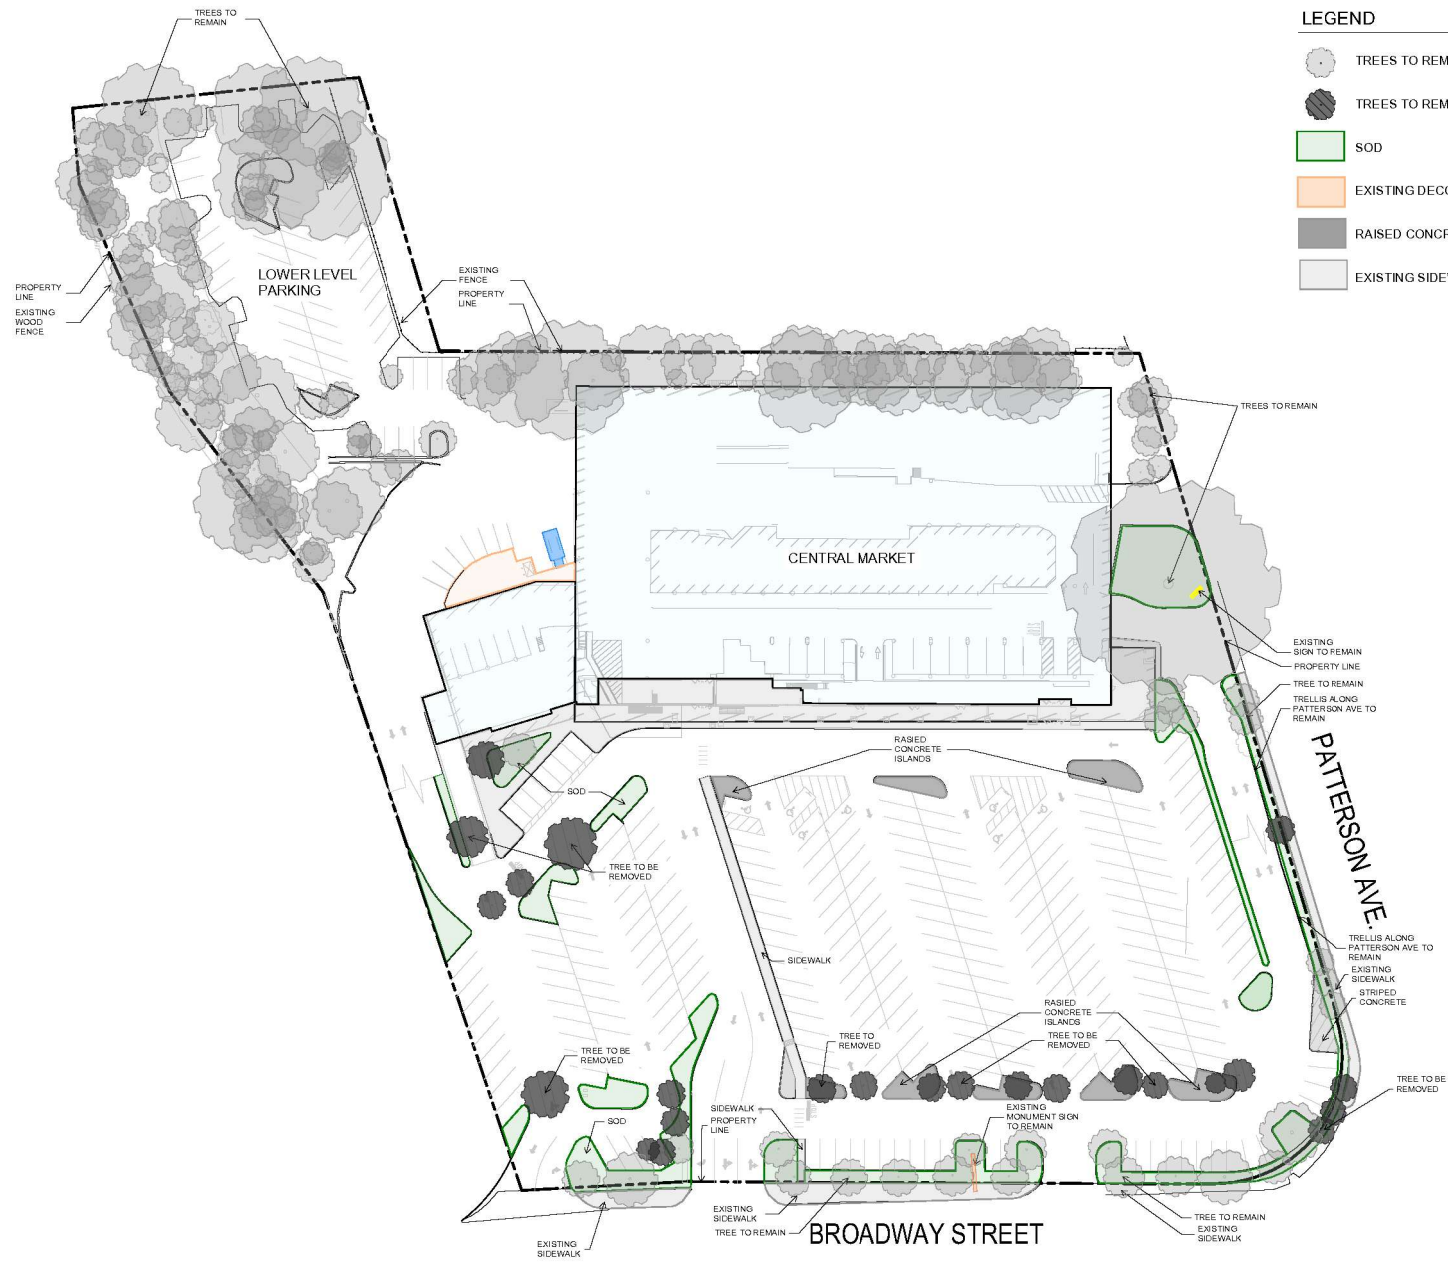 TREES TO
REMAIN
LEGEND
TREES TO REM
TREES TO REM
SOD
EXISTING DECO
RAISED CONCR
EXISTING SIDEW
LOWER LEVEL
PARKING
EXISTING
FENCE
PROPERTY
LINE
PROPERTY
LINE
EXISTING
WOOD
FENCE
TREES TO REMAIN
CENTRAL MARKET
EXISTING
SIGN TO REMAIN
PROPERTY LINE
TREE TO REMAIN
TRELLIS ALONG
PATTERSON AVE TO
REMAIN
PATTERSON AVE.
RASIED
CONCRETE
ISLANDS
SOD
TREE TO BE
REMOVED
SIDEWALK
TRELLIS ALONG
PATTERSON AVE TO
REMAIN
EXISTING
SIDEWALK
STRIPED
CONCRETE
RASIED
CONCRETE
ISLANDS
TREE TO
REMOVED
TREE TO BE
REMOVED
TREE TO BE
REMOVED
TREE TO BE
REMOVED
SOD
SIDEWALK
PROPERTY
LINE
EXISTING
MONUMENT SIGN
TO REMAIN
EXISTING
SIDEWALK
TREE TO REMAIN
BROADWAY STREET
TREE TO REMAIN
EXISTING
SIDEWALK
EXISTING
SIDEWALK